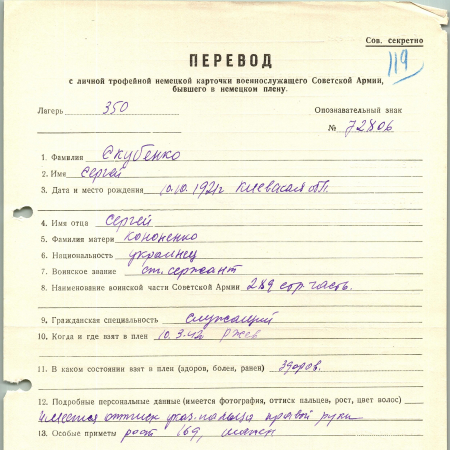 Сов. секретно
119
ПЕРЕВОД
с личной трофейной немецкой карточки военнослужащего Советской Армии,
бывшего в немецком плену.
Лагерь 350 Опознавательный знак
№ 72806
1. Фамилия Екубенко
2. Имя Сергей
3. Дата и место рождения 10.10.1921г Киевская обл.
4. Имя отца Сергей
5. Фамилия матери Кононенко
6. Национальность украинец
7. Воинское звание ст. сержант
8. Наименование воинской части Советской Армии 289 стр. часть.
9. Гражданская специальность служащий
10. Когда и где взят в плен 10.3.42 Ржев
11. В каком состоянии взят в плен (здоров, болен, ранен) здоров.
12. Подробные персональные данные (имеется фотография, оттиск пальцев, рост, цвет волос)
Имеется оттиск указ. пальца правой руки
13. Особые приметы рост 169,